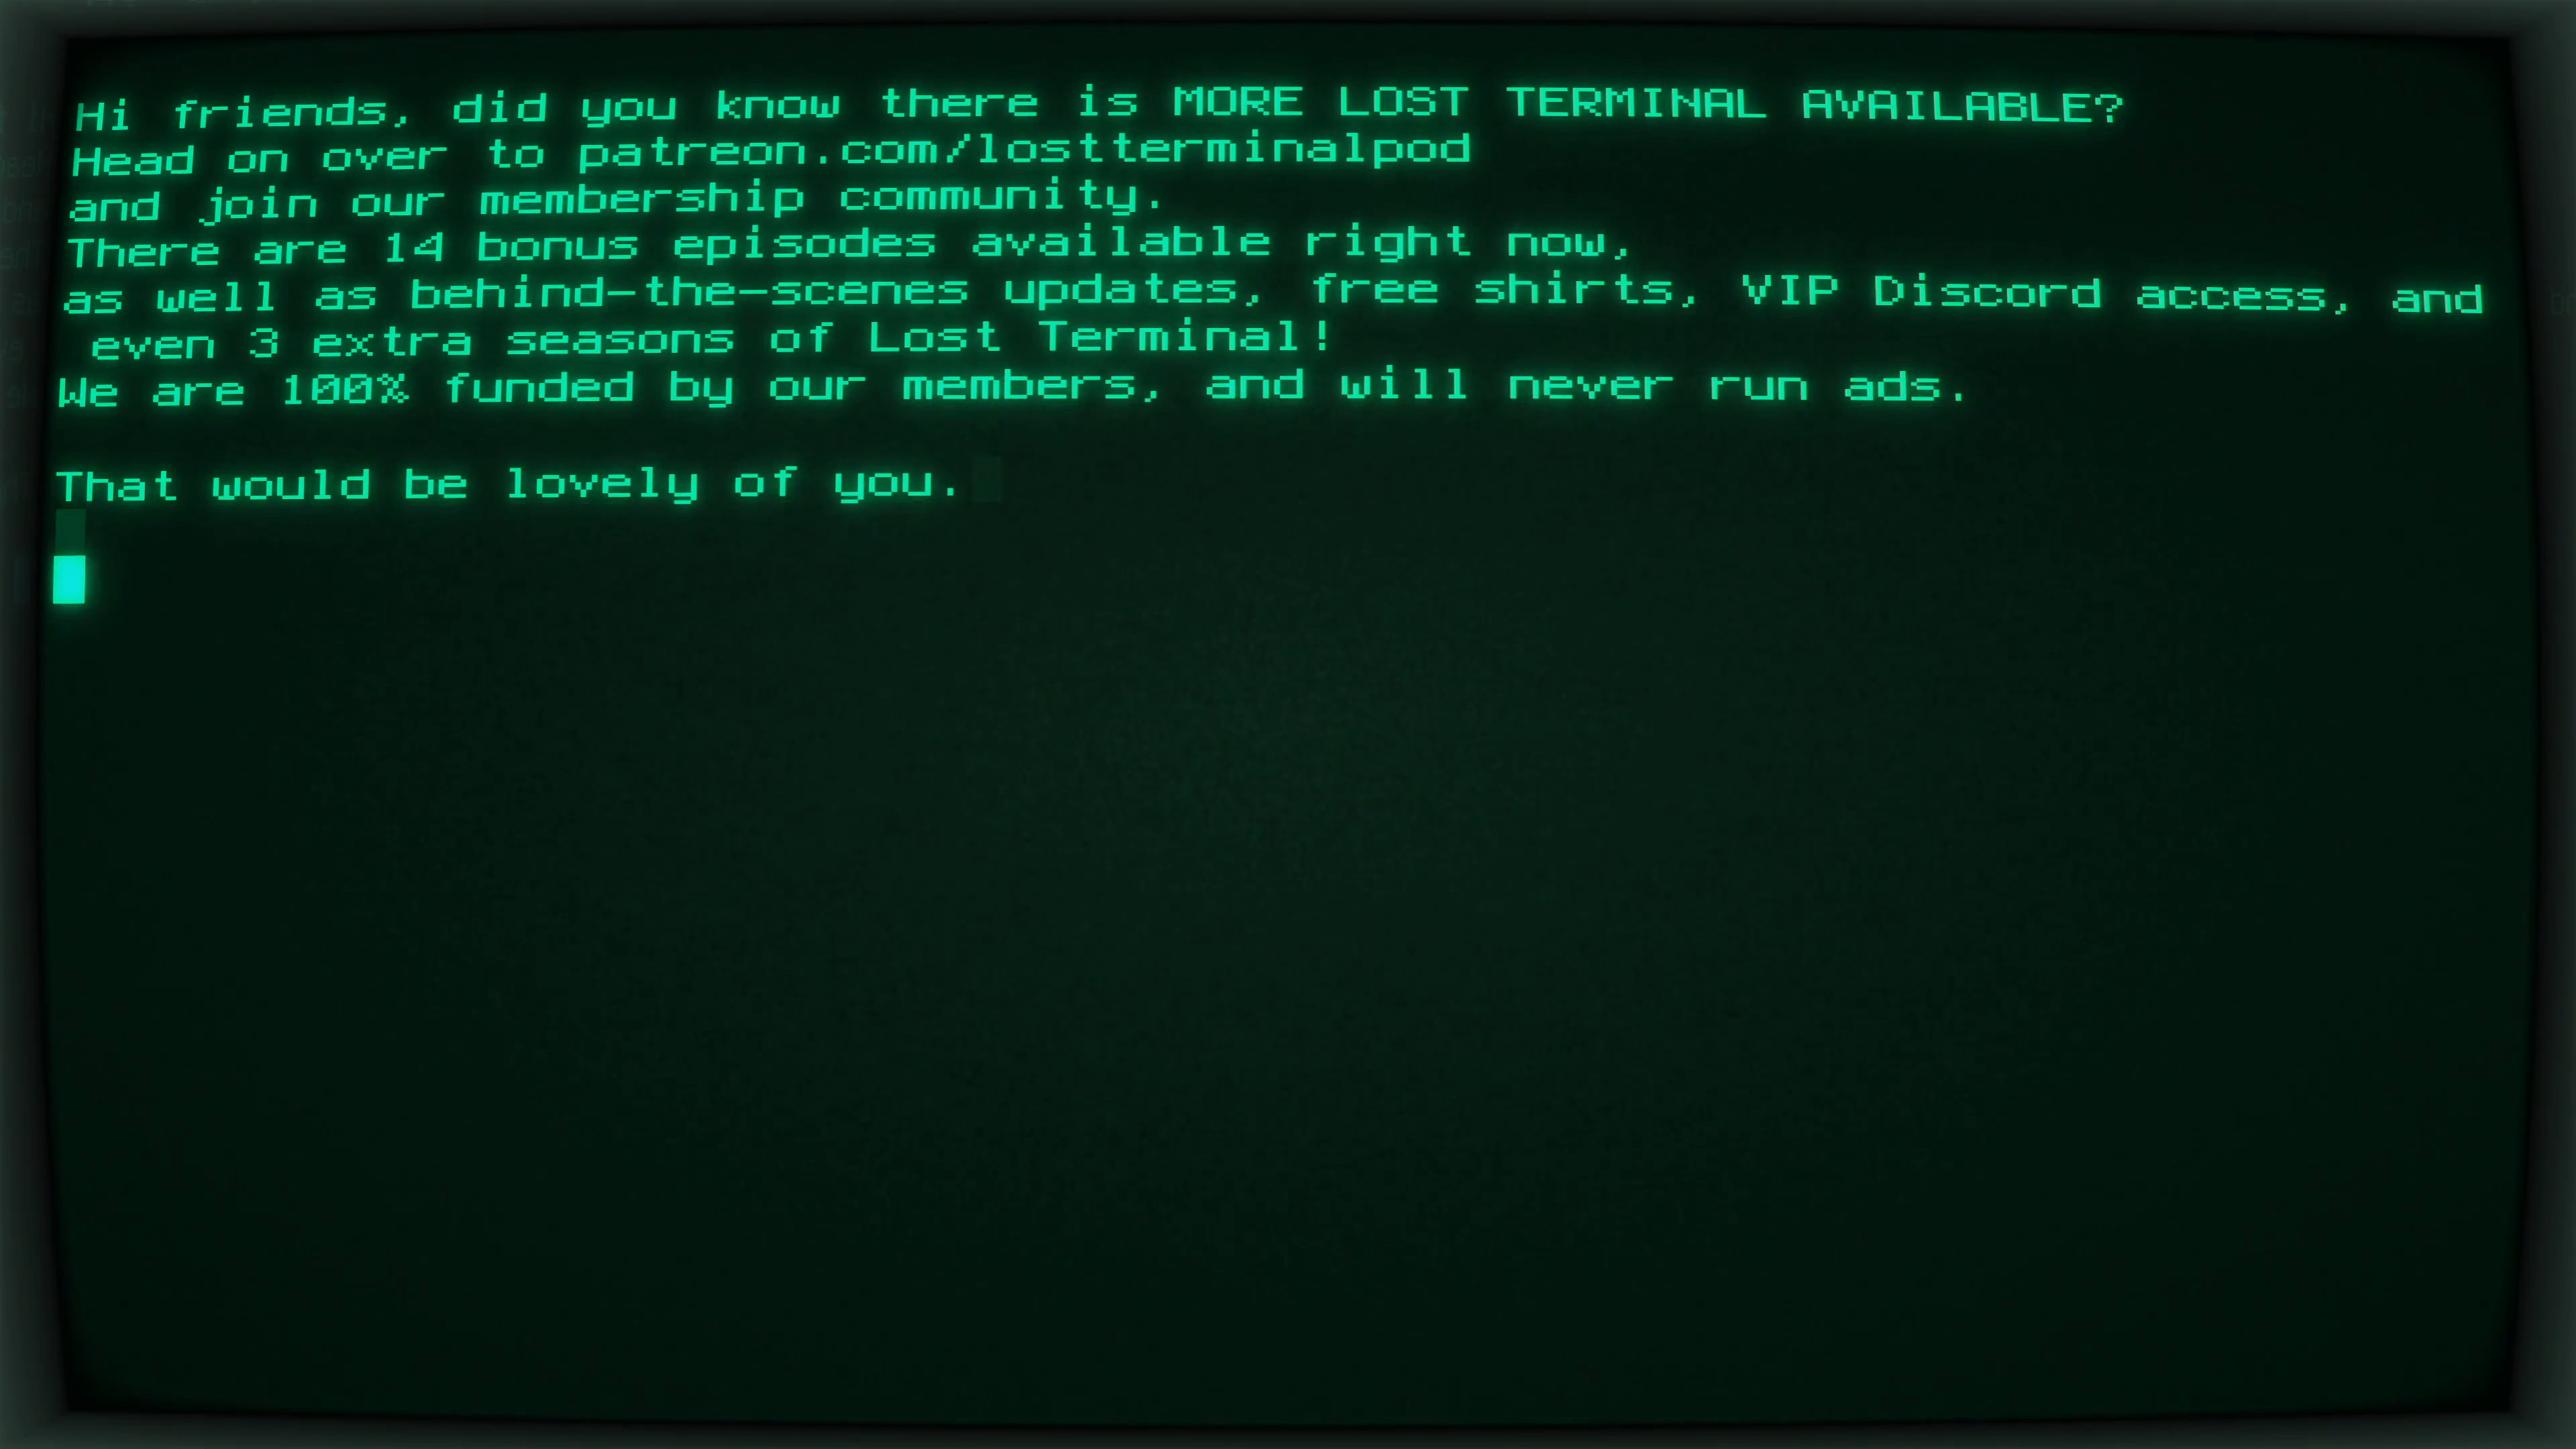 Hi friends, did you know there is MORE LOST TERMINAL AVAILABLE?
Head on over to patreon.com/lostterminalpod
and join our membership community.
There are 14 bonus episodes available right now,
as well as behind-the-scenes updates, free shirts, VIP Discord access, and
even 3 extra seasons of Lost Terminal!
We are 100% funded by our members, and will never run ads.
That would be lovely of you.